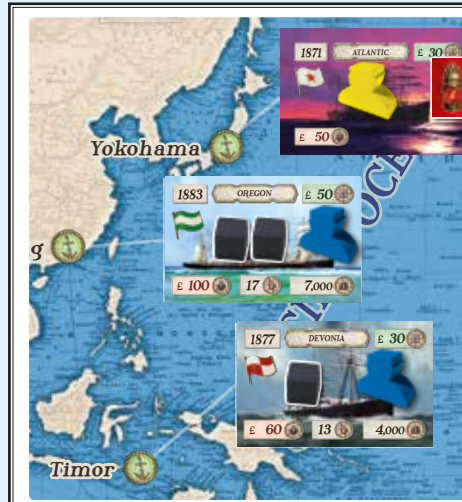 1871 ATLANTIC £ 30
£ 50
Yokohama
1883 OREGON £ 50
g
£ 100 17 7,000
1877 DEVONIA £ 30
£ 60 13 4,000
Timor